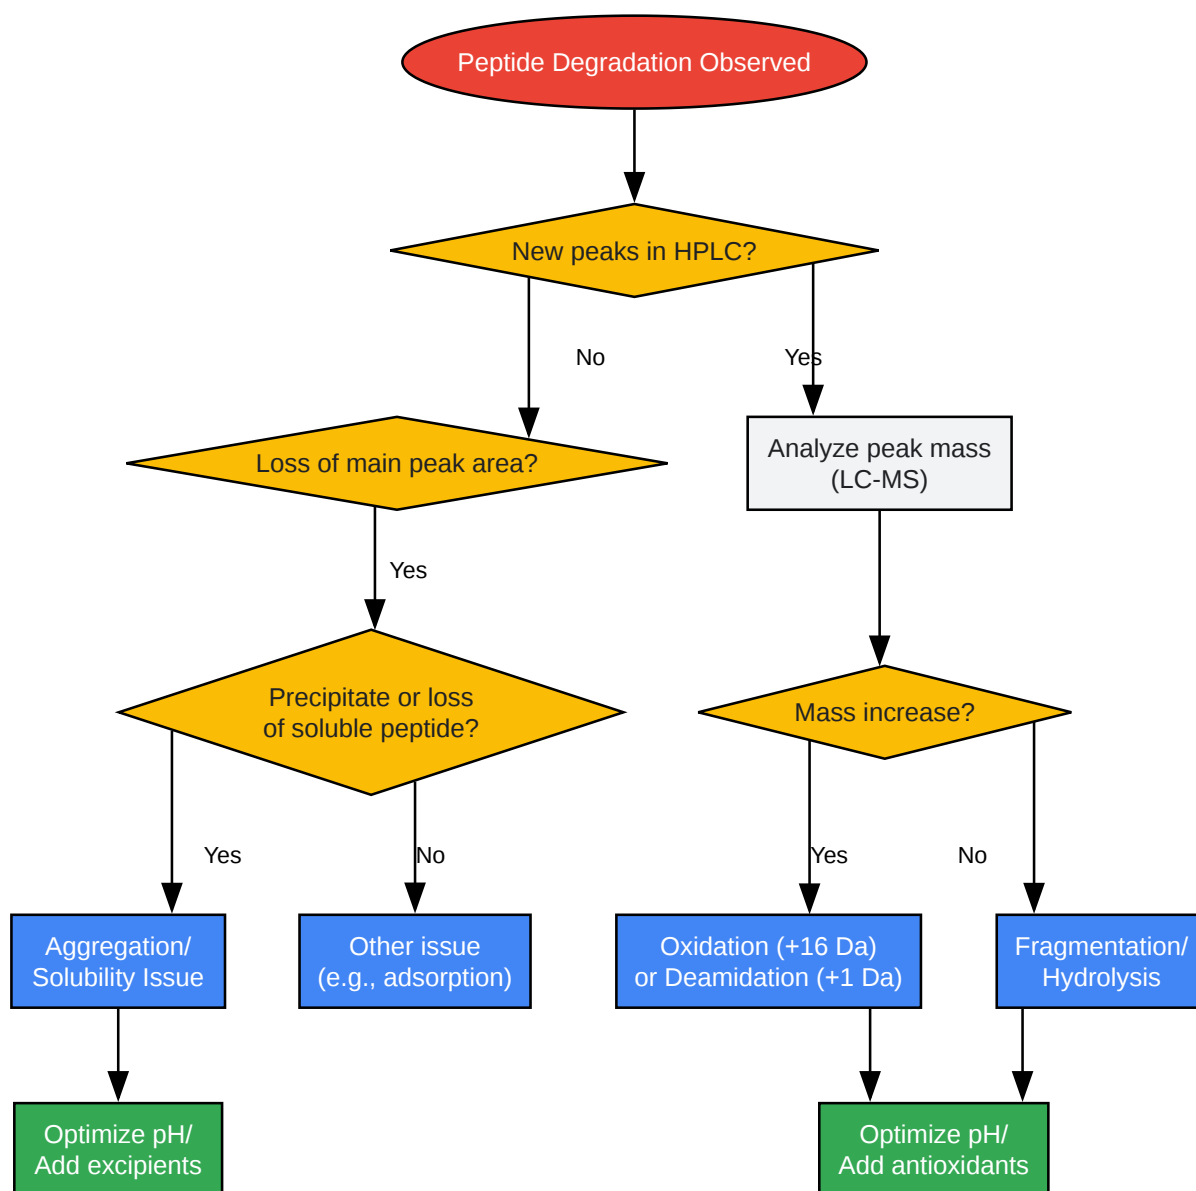 Peptide Degradation Observed
New peaks in HPLC?
No
Yes
Loss of main peak area?
Analyze peak mass
(LC-MS)
Yes
Precipitate or loss
of soluble peptide?
Mass increase?
Yes
No
Yes
No
Aggregation/
Solubility Issue
Other issue
(e.g., adsorption)
Oxidation (+16 Da)
or Deamidation (+1 Da)
Fragmentation/
Hydrolysis
Optimize pH/
Add excipients
Optimize pH/
Add antioxidants